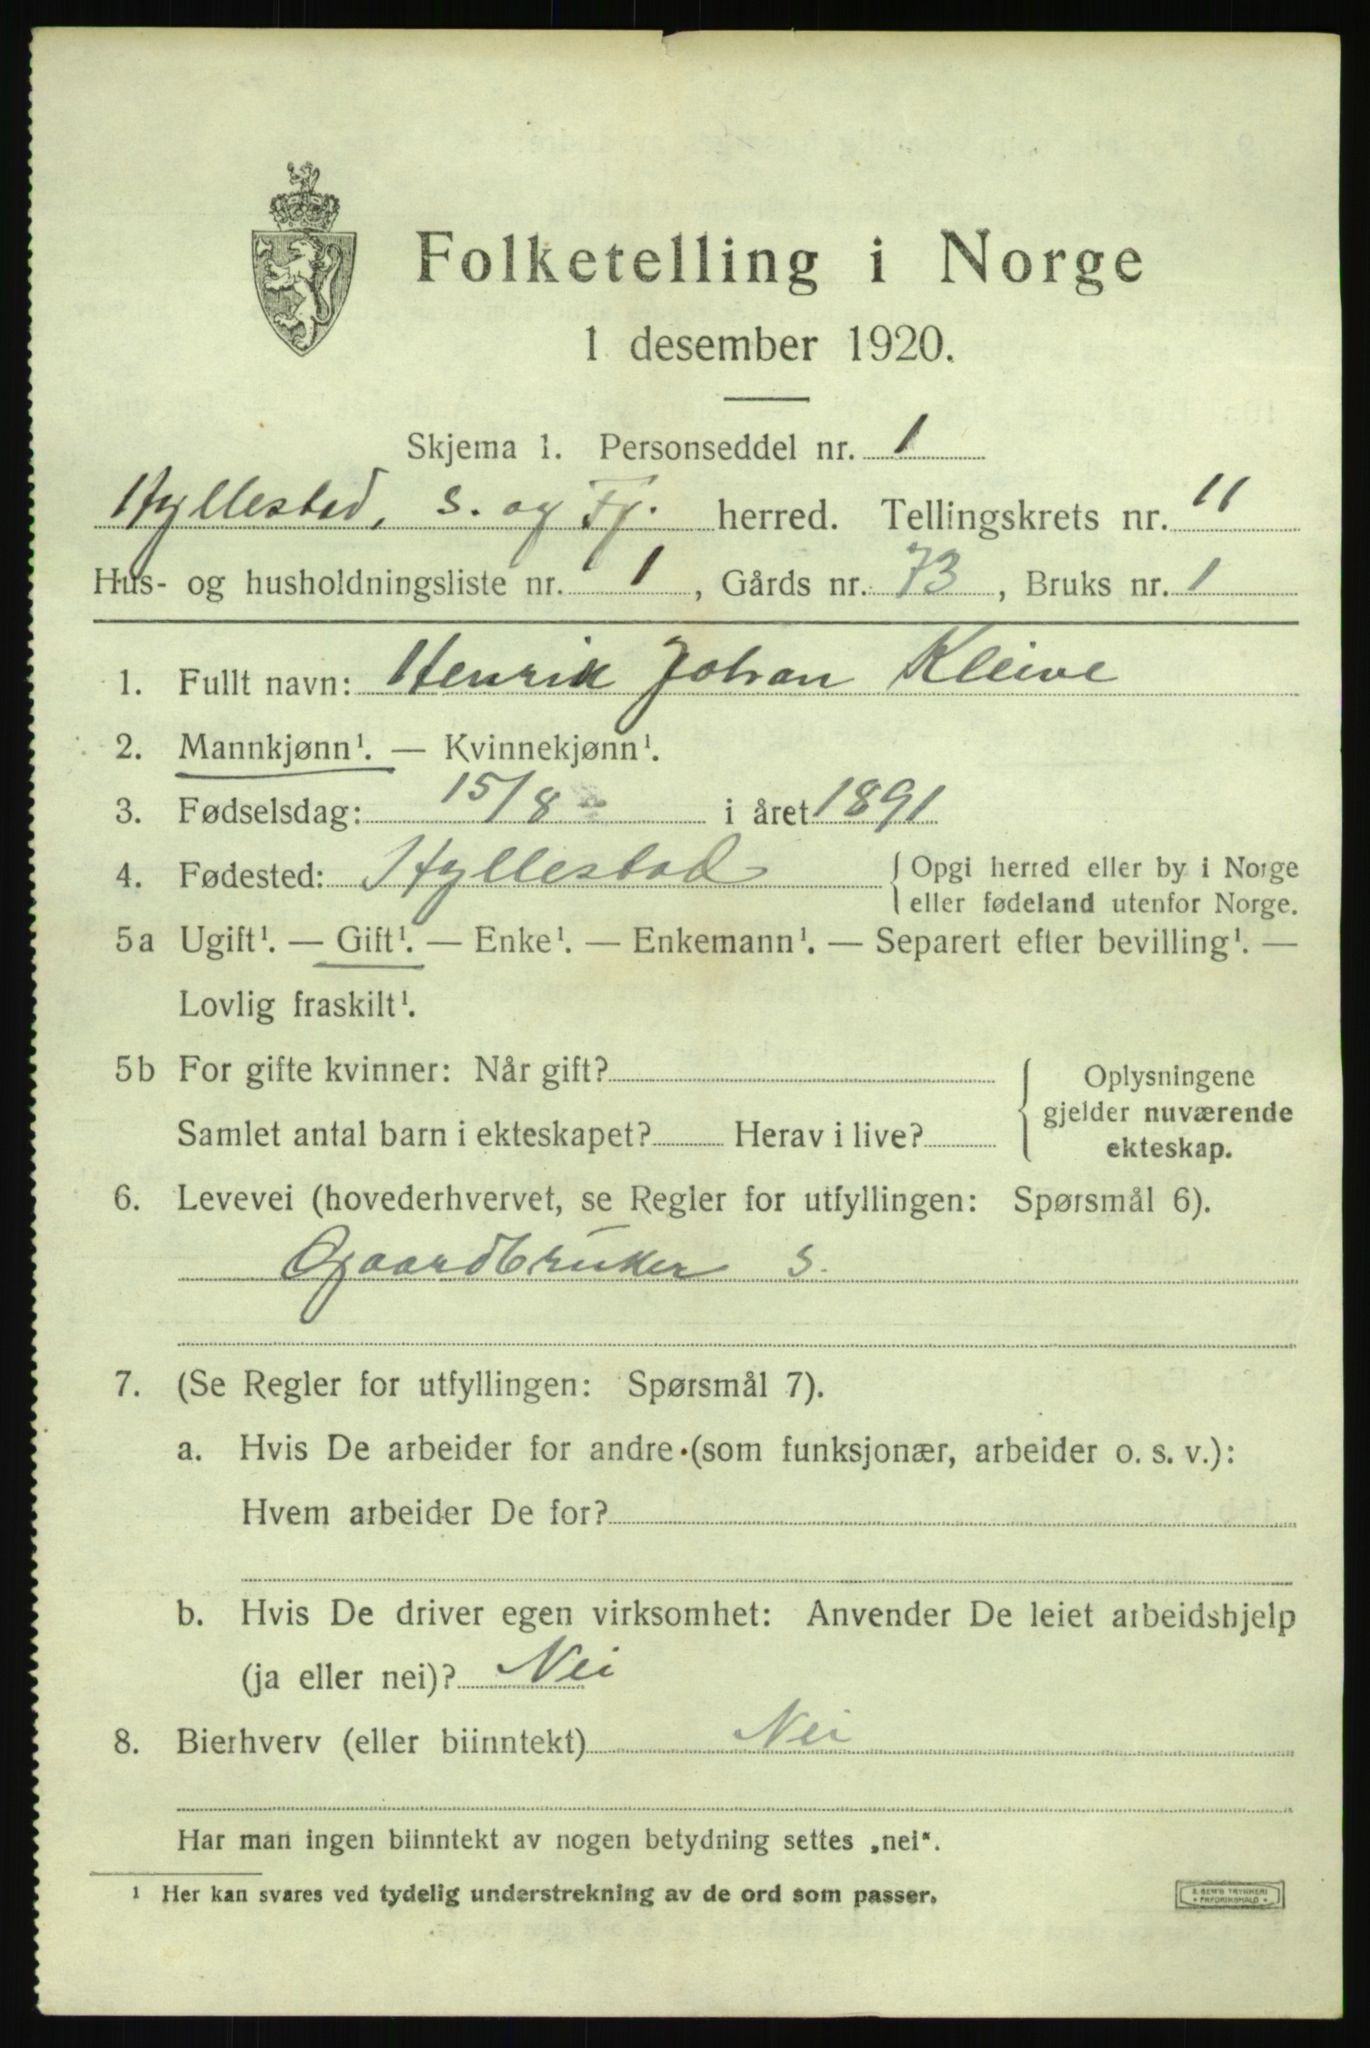 Folketelling i Norge
1 desember 1920.
Skjema 1. Personseddel nr. 1
Hyllestad, S. og Fj. herred. Tellingskrets nr. 11
Hus- og husholdningsliste nr. 1, Gårds nr. 73, Bruks nr. 1
1. Fullt navn: Henrik Johan Kleive
2. Mannkjønn¹. — Kvinnekjønn¹.
3. Fødselsdag: 15/8 i året 1891
4. Fødested: Hyllestad { Opgi herred eller by i Norge
eller fødeland utenfor Norge.
5a Ugift¹. — Gift¹. — Enke¹. — Enkemann¹. — Separert efter bevilling¹. —
Lovlig fraskilt¹.
5b For gifte kvinner: Når gift?
Samlet antal barn i ekteskapet? Herav i live?
{ Oplysningene
gjelder nuværende
ekteskap.
6. Levevei (hovederhvervet, se Regler for utfyllingen: Spørsmål 6).
Gaardbruker s.
7. (Se Regler for utfyllingen: Spørsmål 7).
a. Hvis De arbeider for andre (som funksjonær, arbeider o. s. v.):
Hvem arbeider De for?
b. Hvis De driver egen virksomhet: Anvender De leiet arbeidshjelp
(ja eller nei)? Nei
8. Bierhverv (eller biinntekt) Nei
Har man ingen biinntekt av nogen betydning settes „nei".
¹ Her kan svares ved tydelig understrekning av de ord som passer.
E. SEM'S TRYKKERI
* FREDRIKSHALD *